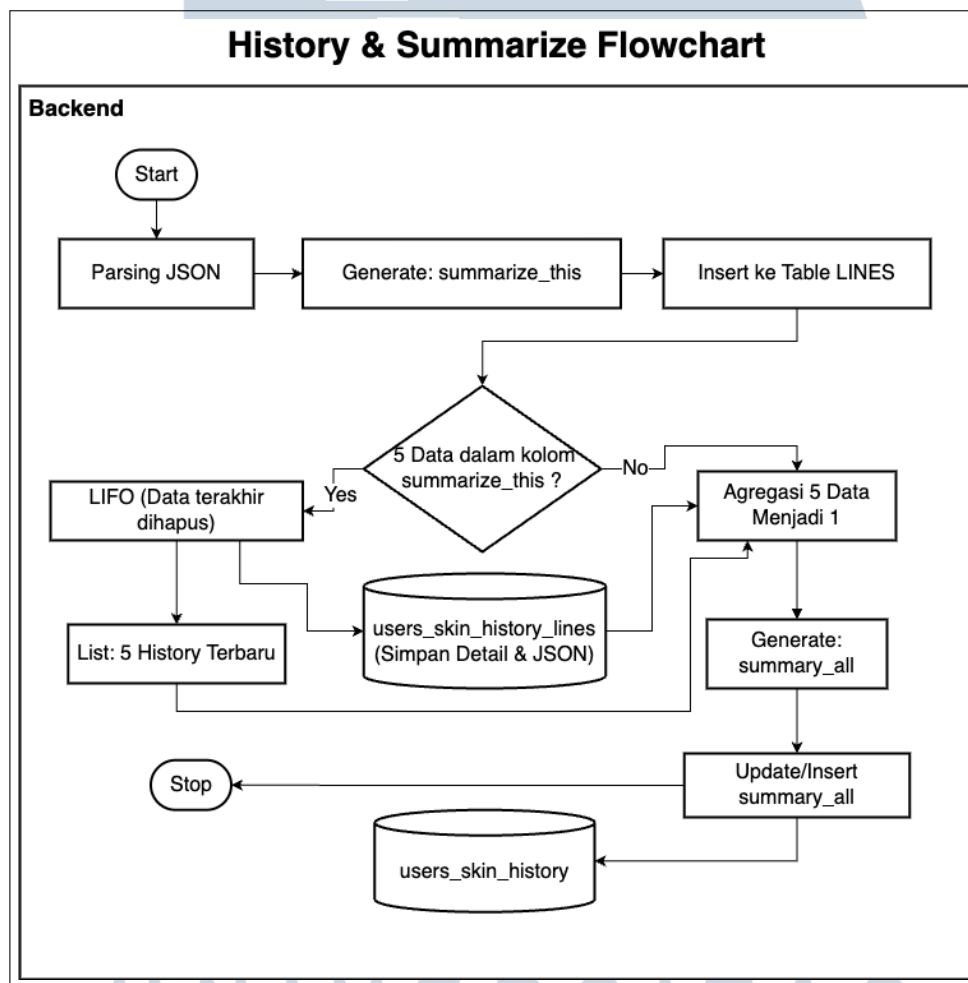 History & Summarize Flowchart
Backend
Start
Parsing JSON
Generate: summarize_this
Insert ke Table LINES
5 Data dalam kolom
summarize_this ?
Yes
No
LIFO (Data terakhir
dihapus)
Agregasi 5 Data
Menjadi 1
users_skin_history_lines
(Simpan Detail & JSON)
List: 5 History Terbaru
Generate:
summary_all
Stop
Update/Insert
summary_all
users_skin_history